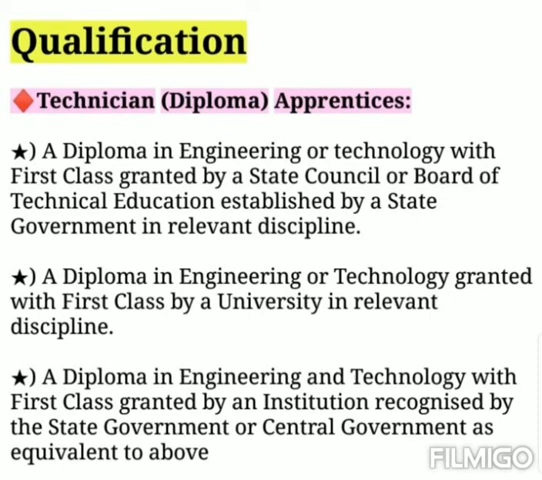 Qualification
♦Technician (Diploma) Apprentices:
★) A Diploma in Engineering or technology with
First Class granted by a State Council or Board of
Technical Education established by a State
Government in relevant discipline.
★) A Diploma in Engineering or Technology granted
with First Class by a University in relevant
discipline.
★) A Diploma in Engineering and Technology with
First Class granted by an Institution recognised by
the State Government or Central Government as
equivalent to above
FILMIGO